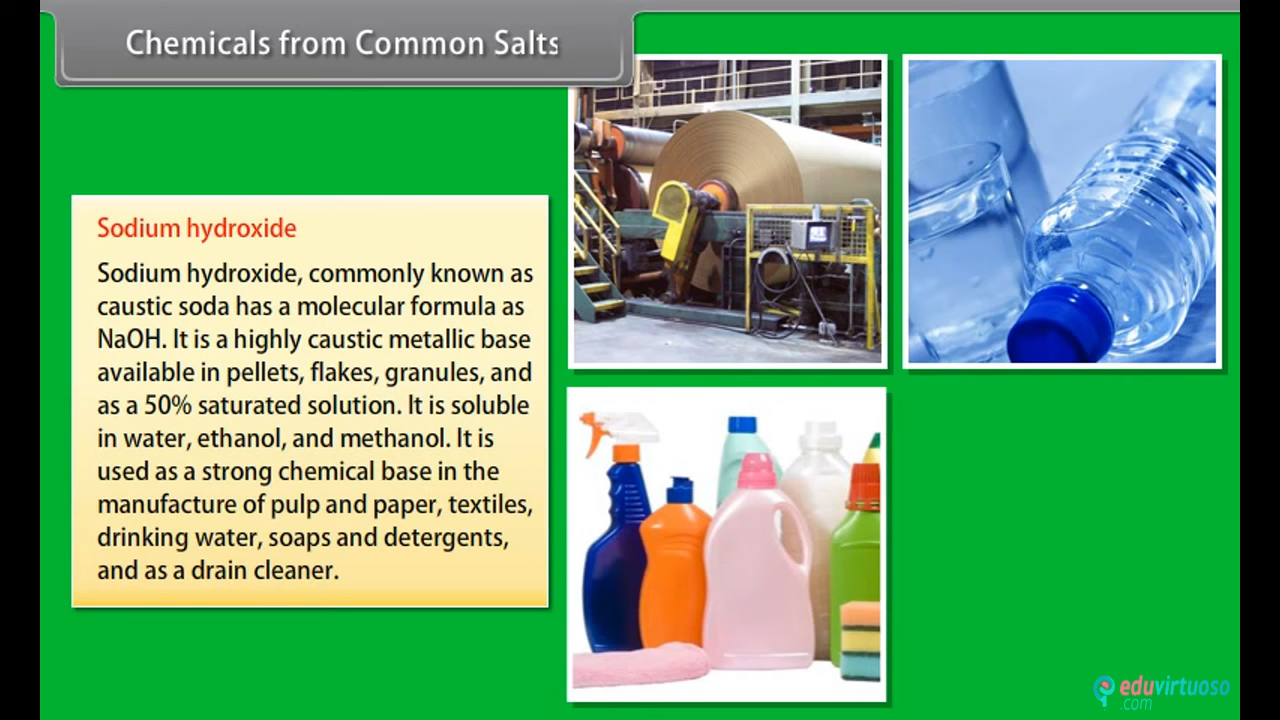 Chemicals from Common Salts
Sodium hydroxide
Sodium hydroxide, commonly known as
caustic soda has a molecular formula as
NaOH. It is a highly caustic metallic base
available in pellets, flakes, granules, and
as a 50% saturated solution. It is soluble
in water, ethanol, and methanol. It is
used as a strong chemical base in the
manufacture of pulp and paper, textiles,
drinking water, soaps and detergents,
and as a drain cleaner.
eduvirtuoso
.com